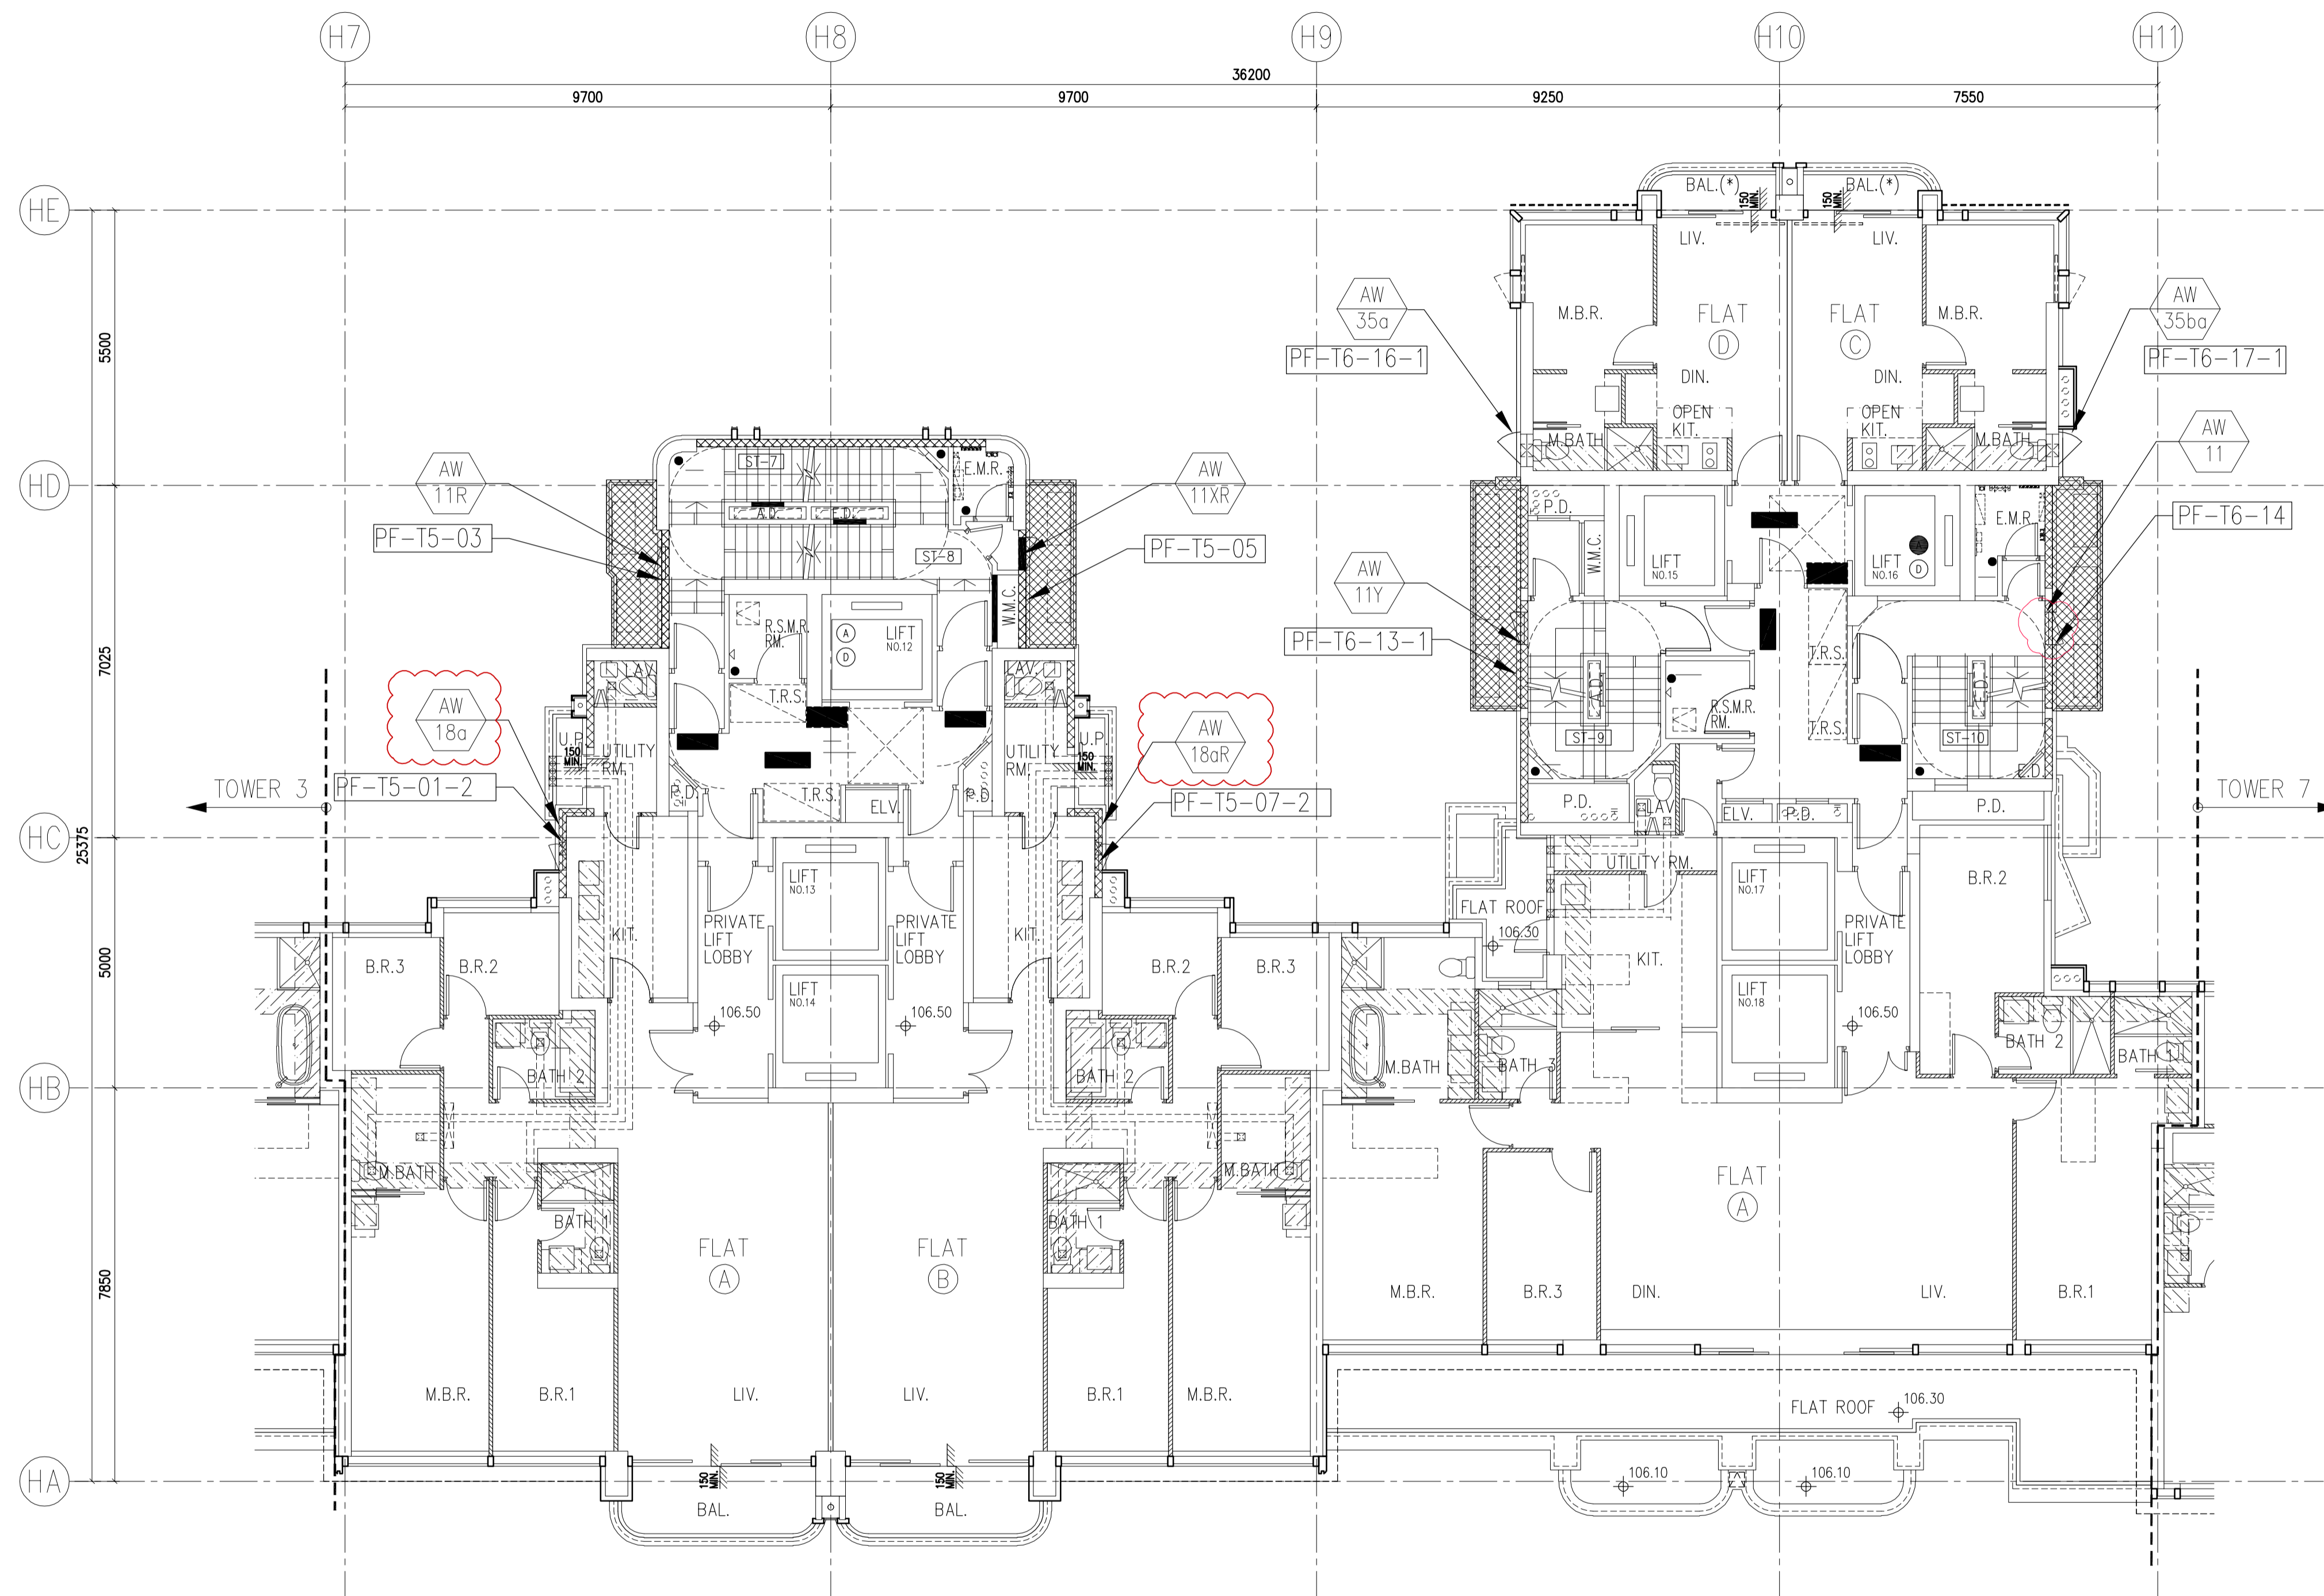 H7
H8
H9
H10
H11
36200
9700
9700
9250
7550
HE
HD
HC
HB
HA
5500
7025
25375
5000
7850
BAL.(*)
BAL.(*)
150
MIN.
150
MIN.
LIV.
LIV.
M.B.R.
FLAT
D
FLAT
C
M.B.R.
DIN.
DIN.
OPEN
KIT.
OPEN
KIT.
M.BATH
M.BATH
AW
35a
PF-T6-16-1
AW
35ba
PF-T6-17-1
AW
11
PF-T6-14
AW
11Y
PF-T6-13-1
AW
11R
PF-T5-03
AW
11XR
PF-T5-05
ST-7
A.D.
F.D.
ST-8
E.M.R.
W.M.C.
R.S.M.R.
RM.
A
D
LIFT
NO.12
LAV.
LAV.
T.R.S.
T.R.S.
AW
18a
PF-T5-01-2
AW
18aR
PF-T5-07-2
TOWER 3
TOWER 7
U.P.
150
MIN.
UTILITY
RM.
UTILITY
RM.
U.P.
150
MIN.
P.D.
ELV.
P.D.
P.D.
W.M.C.
LIFT
NO.15
LIFT
NO.16
A
D
E.M.R.
A.D.
ST-9
R.S.M.R.
RM.
T.R.S.
T.R.S.
ST-10
F.D.
E.D.
P.D.
LAV.
ELV.
P.D.
P.D.
UTILITY RM.
LIFT
NO.13
LIFT
NO.14
PRIVATE
LIFT
LOBBY
PRIVATE
LIFT
LOBBY
KIT.
KIT.
B.R.3
B.R.2
B.R.2
B.R.3
106.50
106.50
BATH 2
BATH 2
M.BATH
M.BATH
BATH 1
BATH 1
FLAT
A
FLAT
B
M.B.R.
B.R.1
LIV.
LIV.
B.R.1
M.B.R.
150
MIN.
150
MIN.
BAL.
BAL.
FLAT ROOF
106.30
KIT.
LIFT
NO.17
LIFT
NO.18
PRIVATE
LIFT
LOBBY
106.50
B.R.2
M.BATH
BATH 3
BATH 2
BATH 1
FLAT
A
M.B.R.
B.R.3
DIN.
LIV.
B.R.1
FLAT ROOF
106.30
106.10
106.10